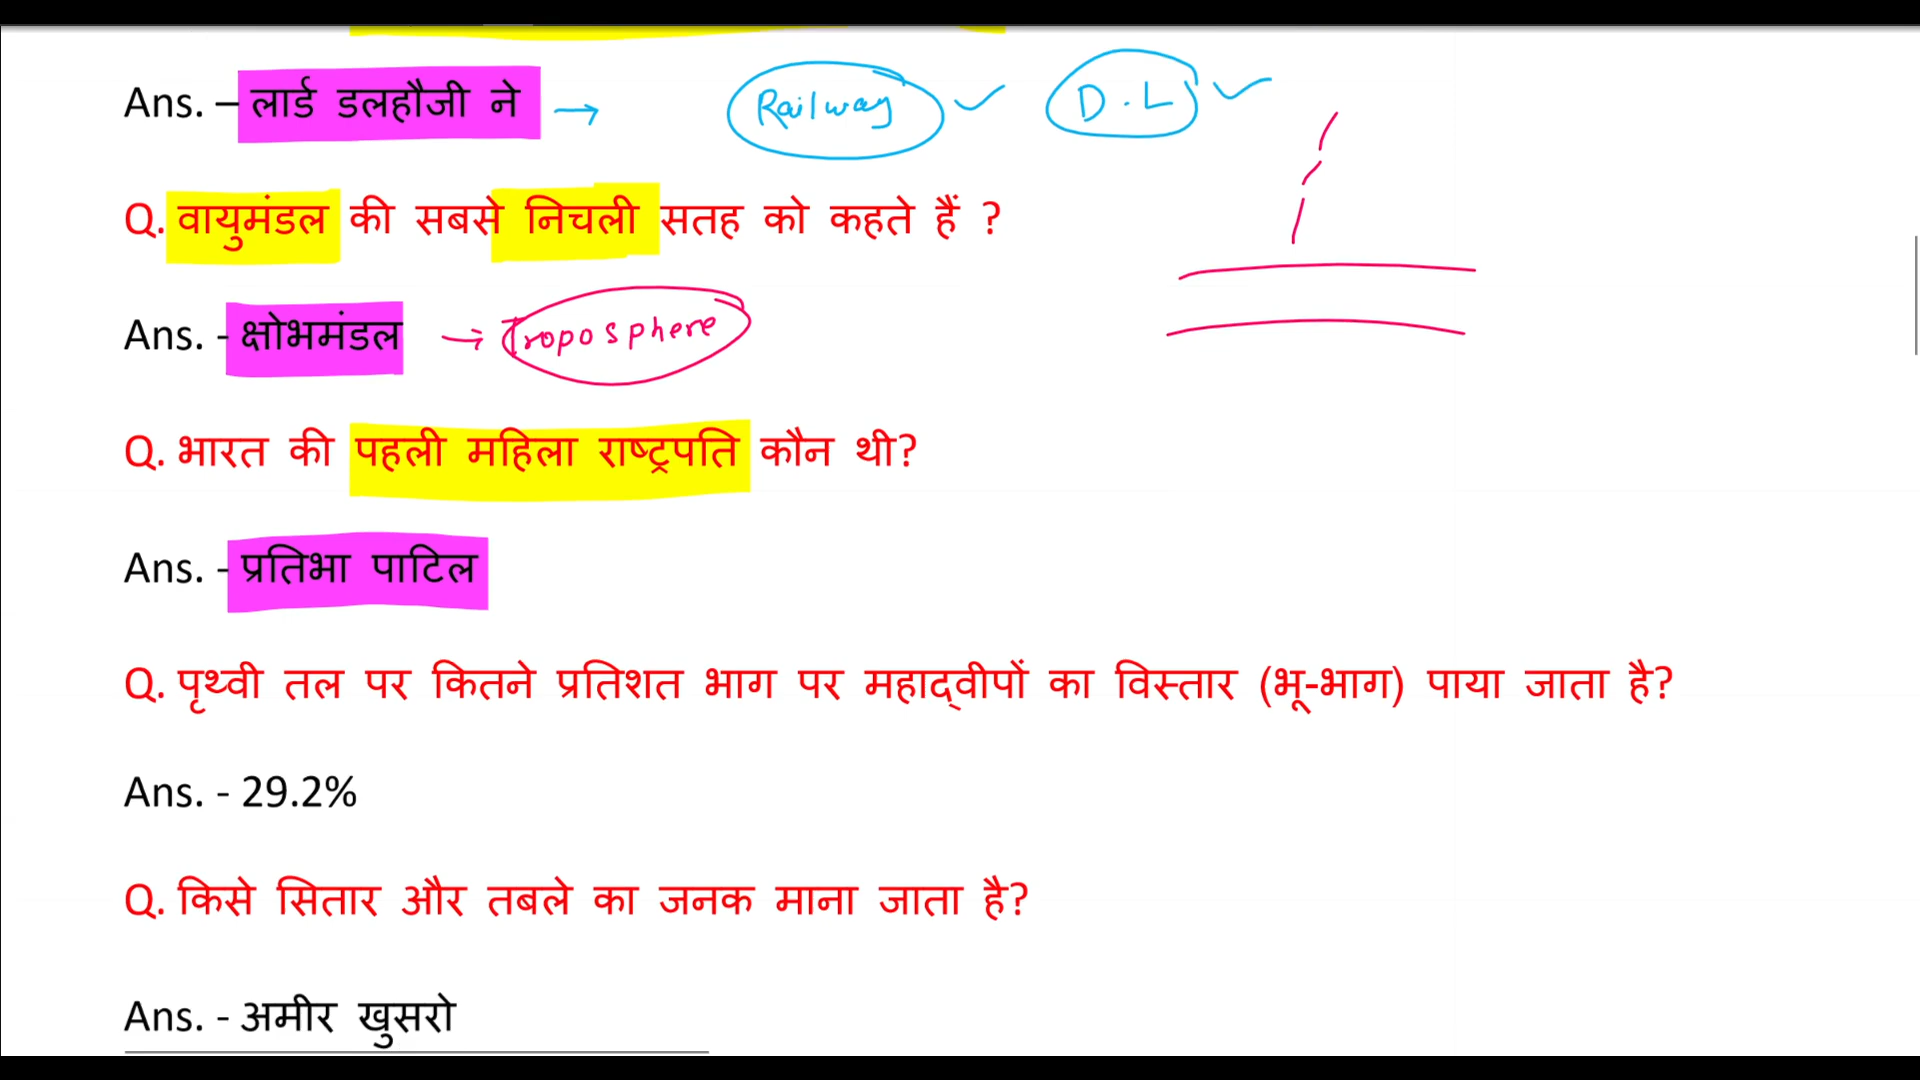 Ans. – लार्ड डलहौजी ने → Railway ✓ D.L ✓
Q. वायुमंडल की सबसे निचली सतह को कहते हैं ?
Ans. - क्षोभमंडल → Troposphere
Q. भारत की पहली महिला राष्ट्रपति कौन थी?
Ans. - प्रतिभा पाटिल
Q. पृथ्वी तल पर कितने प्रतिशत भाग पर महाद्वीपों का विस्तार (भू-भाग) पाया जाता है?
Ans. - 29.2%
Q. किसे सितार और तबले का जनक माना जाता है?
Ans. - अमीर खुसरो